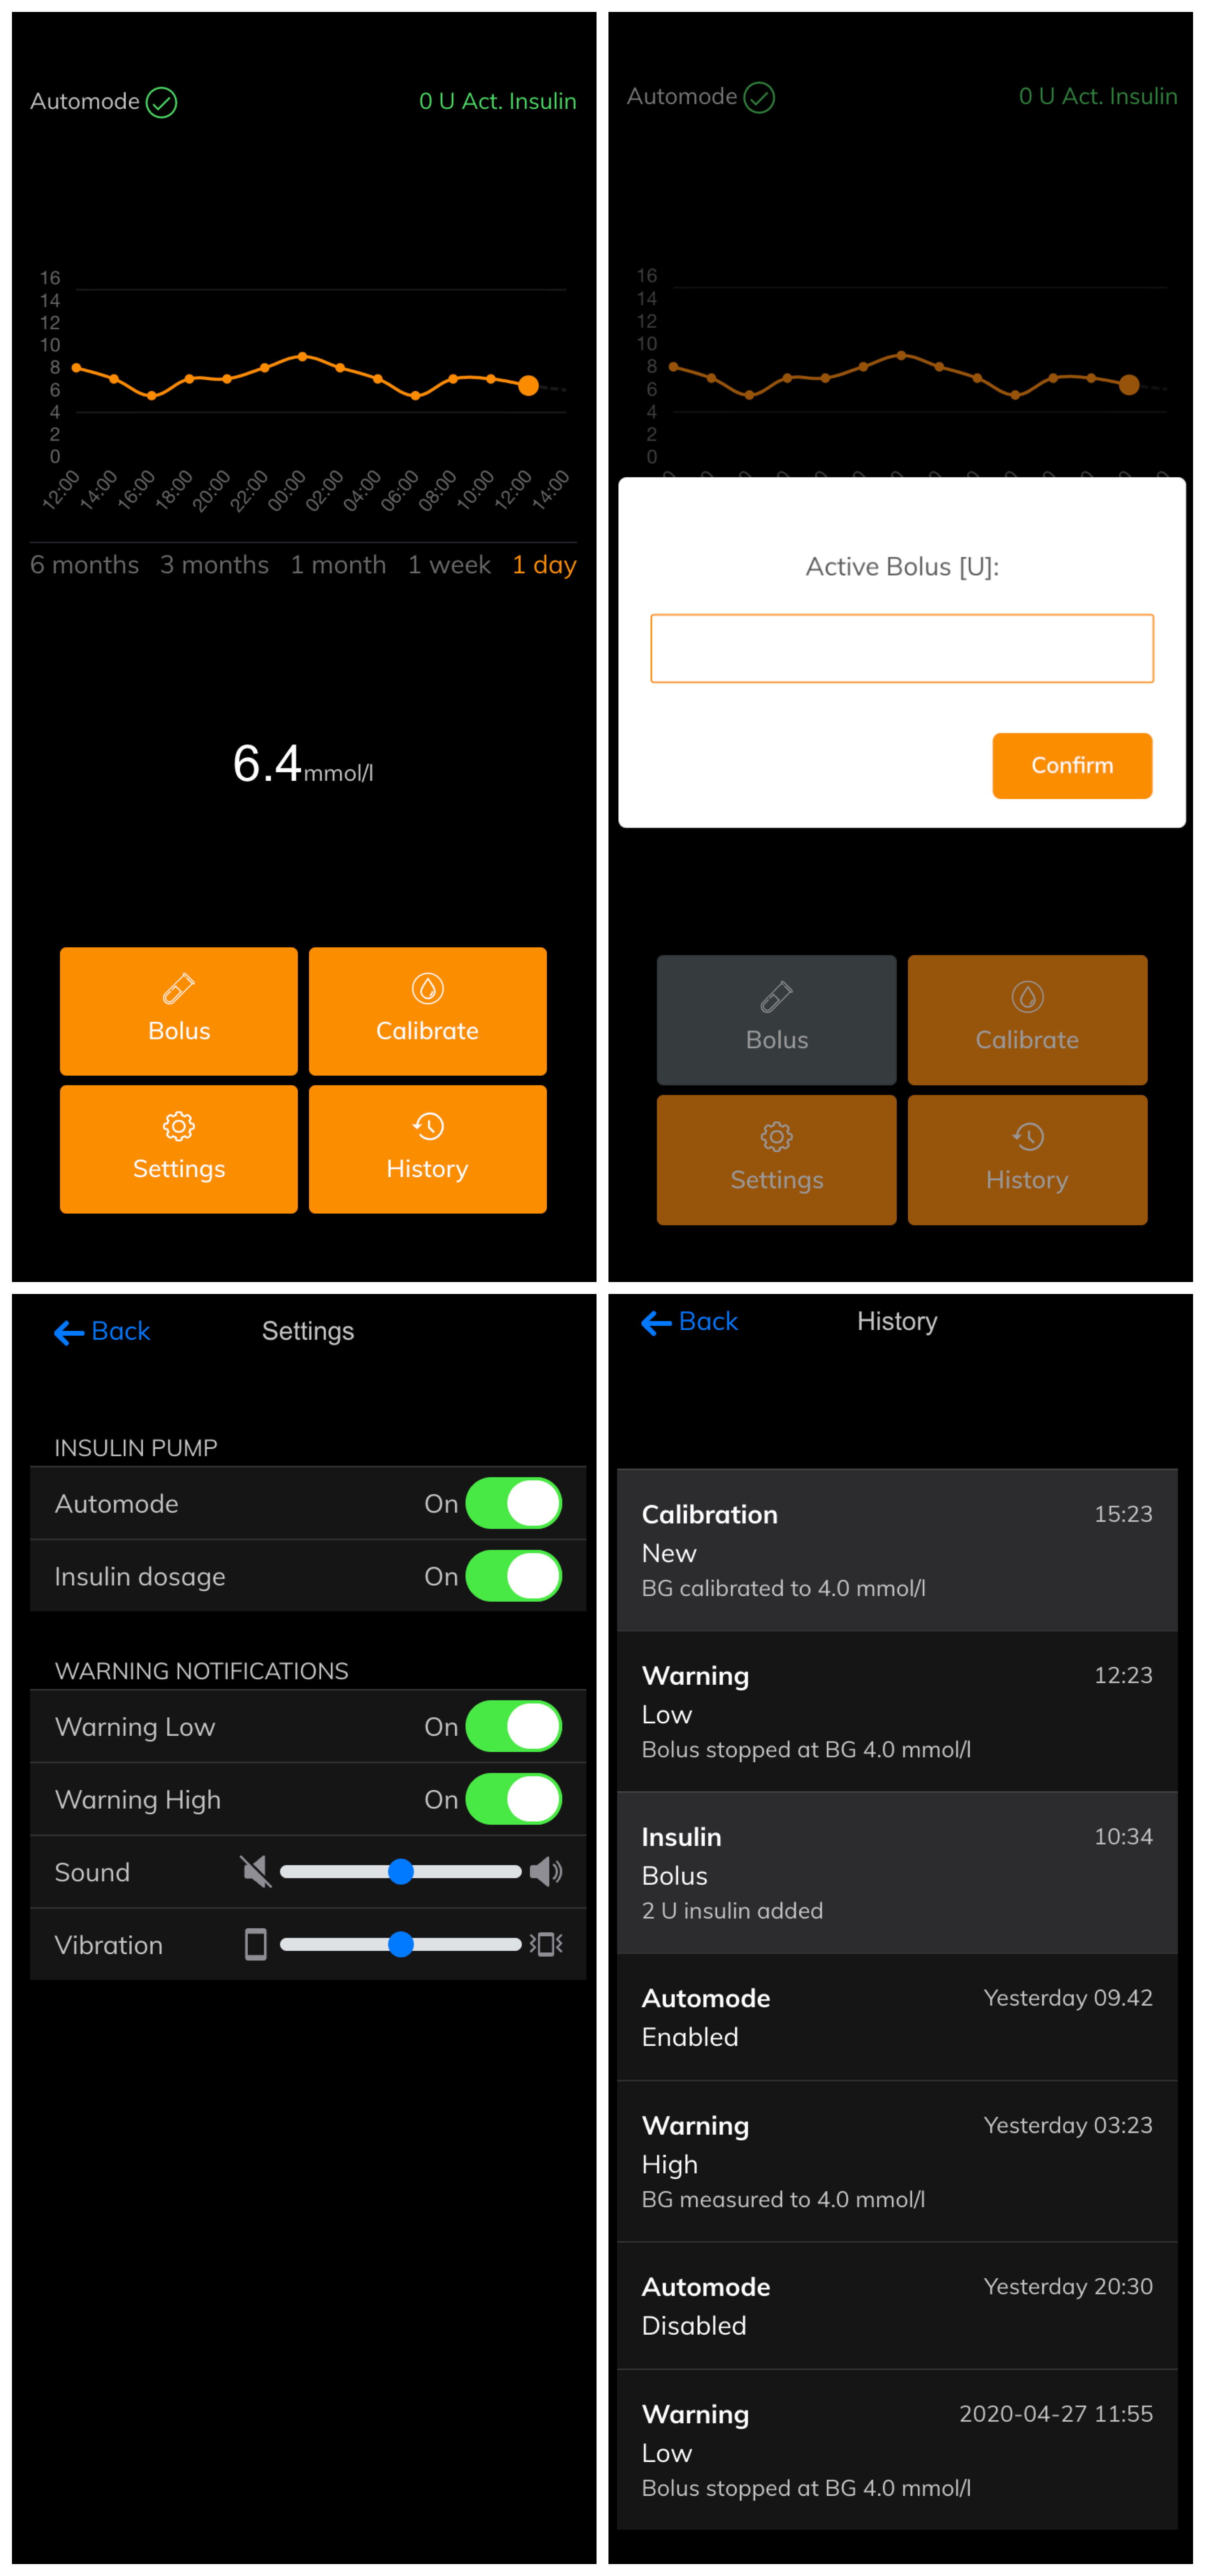 Automode
0 U Act. Insulin
16
14
12
10
8
6
4
2
0
12:00
14:00
16:00
18:00
20:00
22:00
00:00
02:00
04:00
06:00
08:00
10:00
12:00
14:00
6 months 3 months 1 month 1 week 1 day
6.4mmol/l
Bolus
Calibrate
Settings
History
Automode
0 U Act. Insulin
16
14
12
10
8
6
4
2
0
Active Bolus [U]:
Confirm
Bolus
Calibrate
Settings
History
Back
Settings
INSULIN PUMP
Automode On
Insulin dosage On
WARNING NOTIFICATIONS
Warning Low On
Warning High On
Sound
Vibration
Back
History
Calibration 15:23
New
BG calibrated to 4.0 mmol/l
Warning 12:23
Low
Bolus stopped at BG 4.0 mmol/l
Insulin 10:34
Bolus
2 U insulin added
Automode Yesterday 09.42
Enabled
Warning Yesterday 03:23
High
BG measured to 4.0 mmol/l
Automode Yesterday 20:30
Disabled
Warning 2020-04-27 11:55
Low
Bolus stopped at BG 4.0 mmol/l